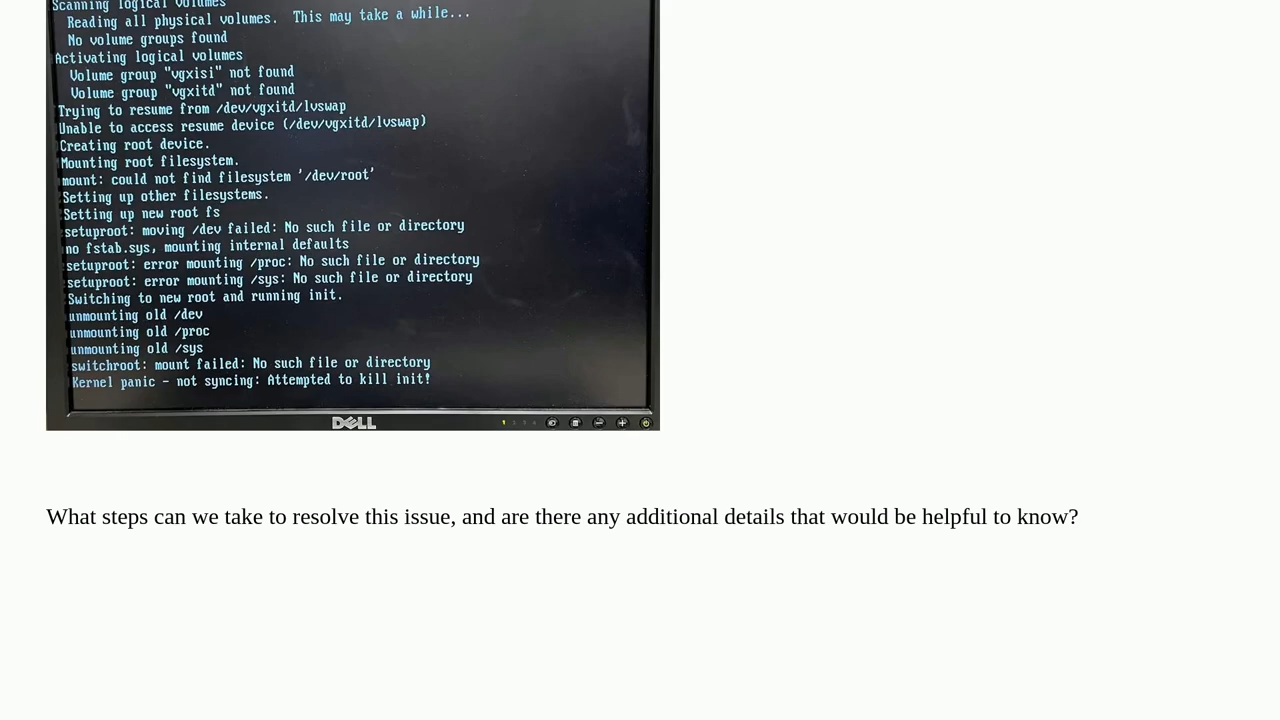 Scanning logical volumes
Reading all physical volumes.  This may take a while...
No volume groups found
Activating logical volumes
Volume group "vgxisi" not found
Volume group "vgxitd" not found
Trying to resume from /dev/vgxitd/lvswap
Unable to access resume device (/dev/vgxitd/lvswap)
Creating root device.
Mounting root filesystem.
mount: could not find filesystem '/dev/root'
Setting up other filesystems.
Setting up new root fs
setuproot: moving /dev failed: No such file or directory
no fstab.sys, mounting internal defaults
setuproot: error mounting /proc: No such file or directory
setuproot: error mounting /sys: No such file or directory
Switching to new root and running init.
unmounting old /dev
unmounting old /proc
unmounting old /sys
switchroot: mount failed: No such file or directory
Kernel panic - not syncing: Attempted to kill init!
DELL
1 2 3 4
What steps can we take to resolve this issue, and are there any additional details that would be helpful to know?